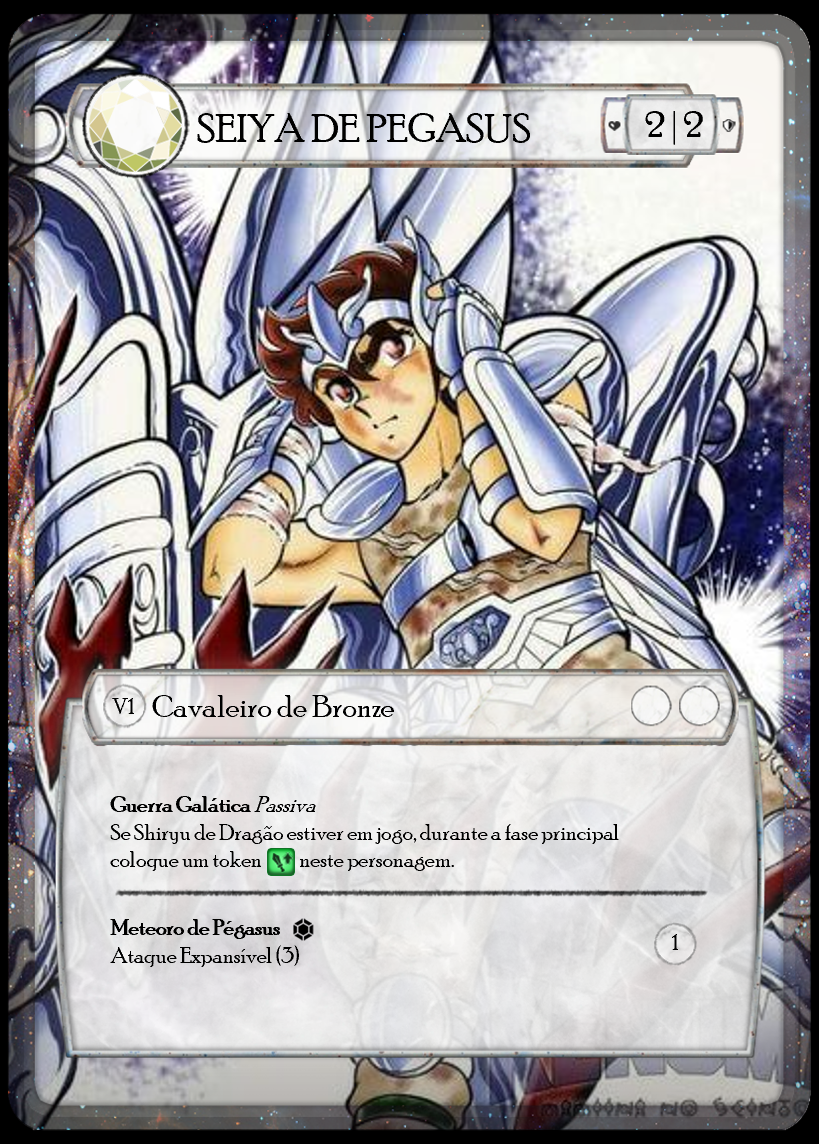 SEIYA DE PEGASUS
2|2
V1 Cavaleiro de Bronze
Guerra Galática Passiva
Se Shiryu de Dragão estiver em jogo, durante a fase principal
coloque um token neste personagem.
Meteoro de Pégasus
Ataque Expansível (3)
1